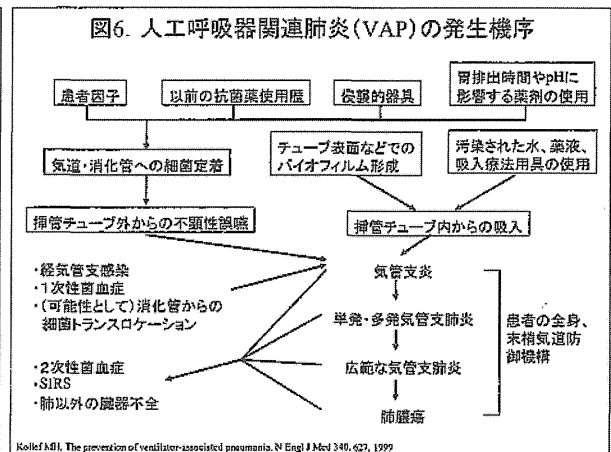 図6. 人工呼吸器関連肺炎(VAP)の発生機序
患者因子
以前の抗菌薬使用歴
侵襲的器具
胃排出時間やpHに
影響する薬剤の使用
気道・消化管への細菌定着
チューブ表面などでの
バイオフィルム形成
汚染された水、薬液、
吸入療法用具の使用
挿管チューブ外からの不顕性誤嚥
挿管チューブ内からの吸入
・経気管支感染
・1次性菌血症
・(可能性として)消化管からの
細菌トランスロケーション
気管支炎
単発・多発気管支肺炎
広範な気管支肺炎
肺膿瘍
患者の全身、
末梢気道防
御機構
・2次性菌血症
・SIRS
・肺以外の臓器不全
Kollef MH, The prevention of ventilator-associated pneumonia. N Engl J Med 340, 627, 1999